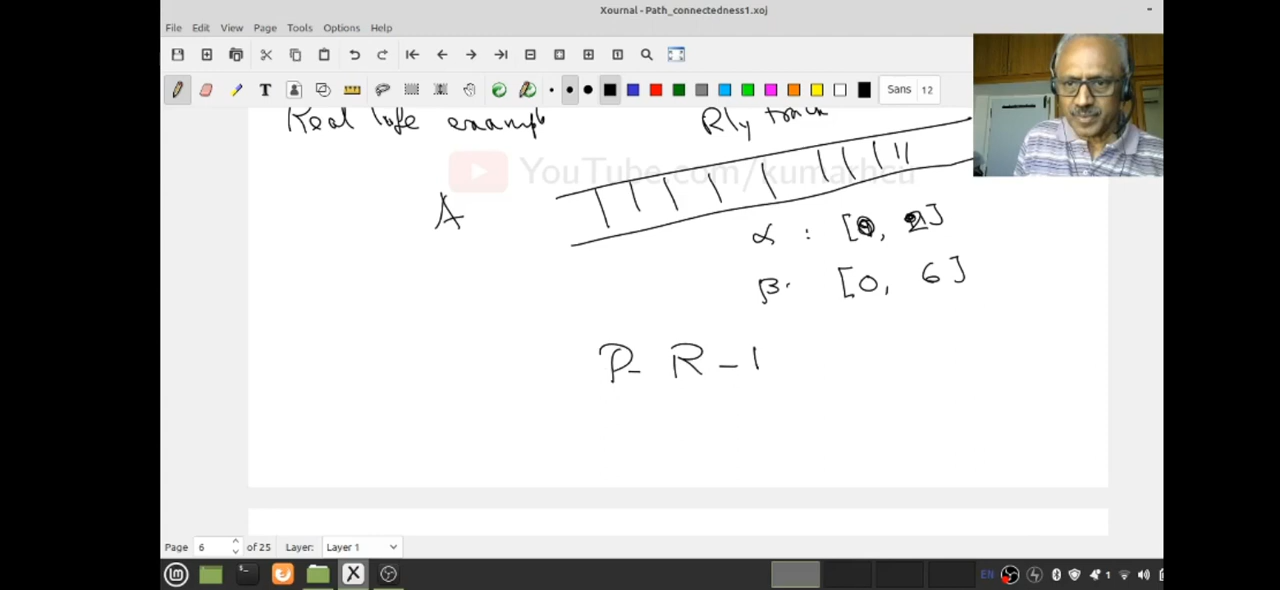 Xournal - Path_connectedness1.xoj
File Edit View Page Tools Options Help
Sans 12
Real life example
Rly track
YouTube.com/kumarhcu
A
α : [0, 2]
β. [0, 6]
P- R - I
Page 6 of 25 Layer: Layer 1
EN 1